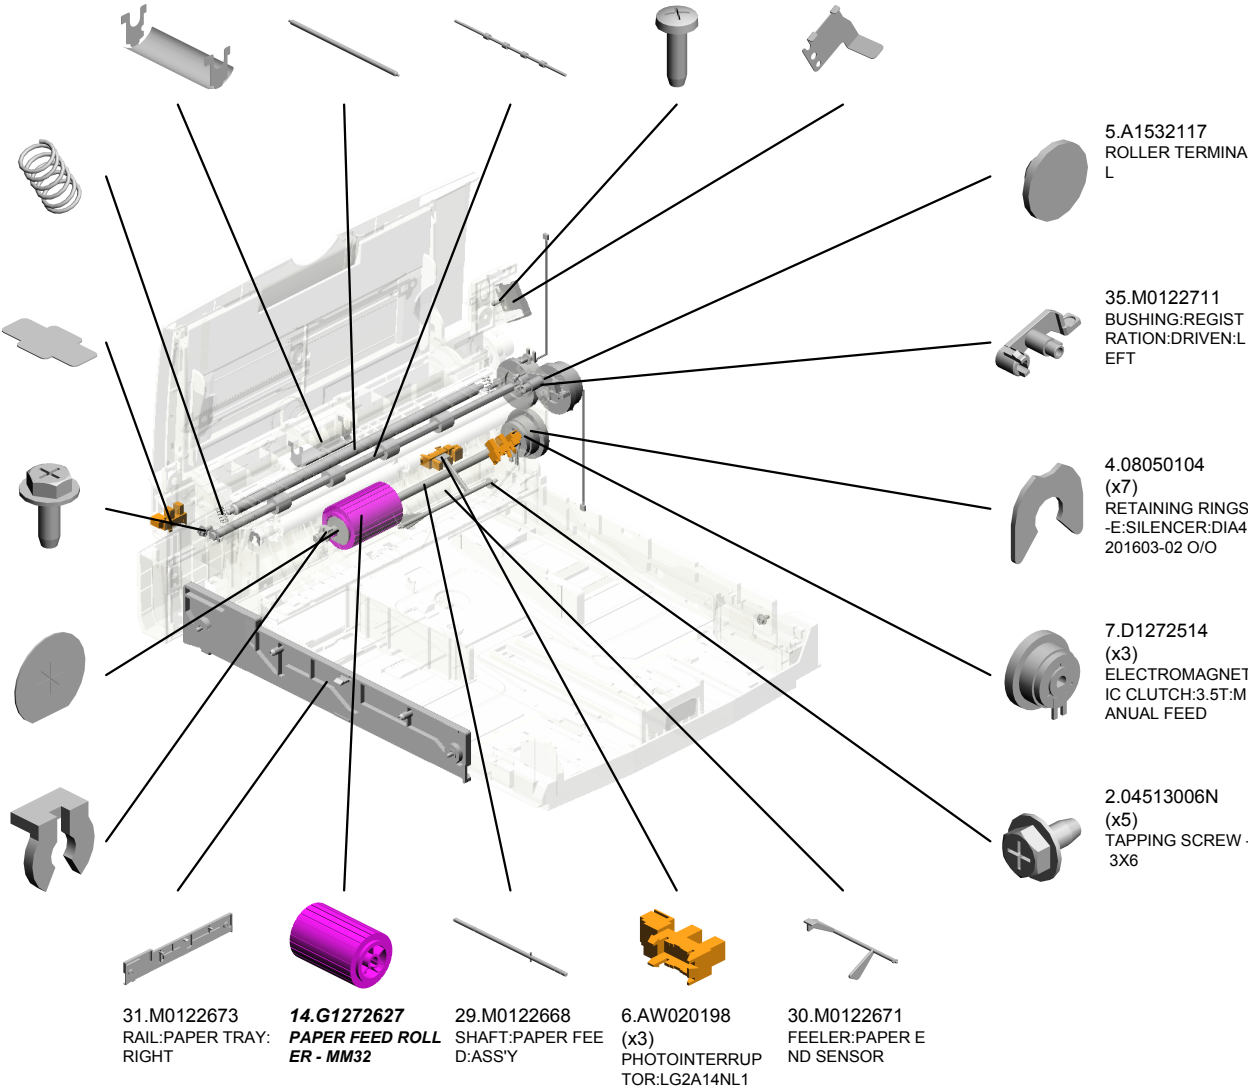 5.A1532117
ROLLER TERMINA
L
35.M0122711
BUSHING:REGIST
RATION:DRIVEN:L
EFT
4.08050104
(x7)
RETAINING RINGS
-E:SILENCER:DIA4
201603-02 O/O
7.D1272514
(x3)
ELECTROMAGNET
IC CLUTCH:3.5T:M
ANUAL FEED
2.04513006N
(x5)
TAPPING SCREW -
3X6
31.M0122673
RAIL:PAPER TRAY:
RIGHT
14.G1272627
PAPER FEED ROLL
ER - MM32
29.M0122668
SHAFT:PAPER FEE
D:ASS'Y
6.AW020198
(x3)
PHOTOINTERRUP
TOR:LG2A14NL1
30.M0122671
FEELER:PAPER E
ND SENSOR